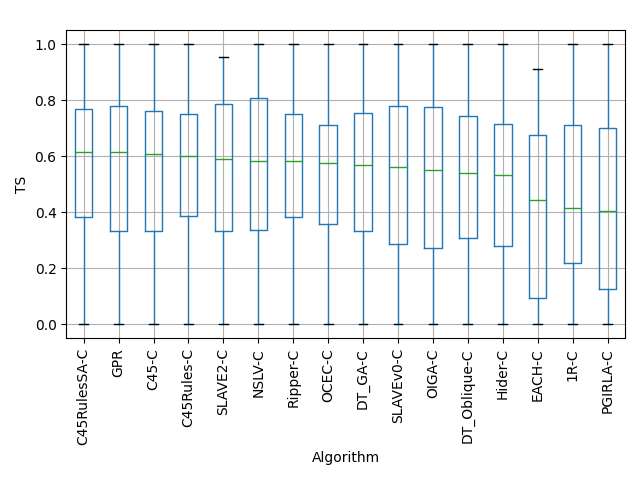 1.0
0.8
0.6
0.4
0.2
0.0
TS
C45RulesSA-C
GPR
C45-C
C45Rules-C
SLAVE2-C
NSLV-C
Ripper-C
OCEC-C
DT_GA-C
SLAVEv0-C
OIGA-C
DT_Oblique-C
Hider-C
EACH-C
1R-C
PGIRLA-C
Algorithm